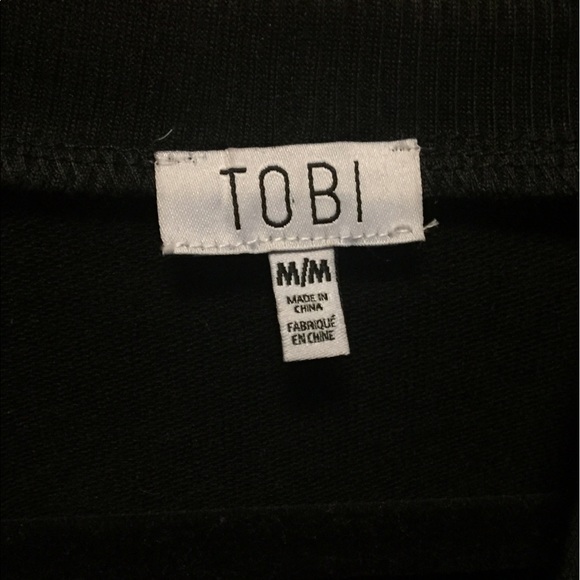 TOBI
M/M
MADE IN
CHINA
FABRIQUÉ
EN CHINE